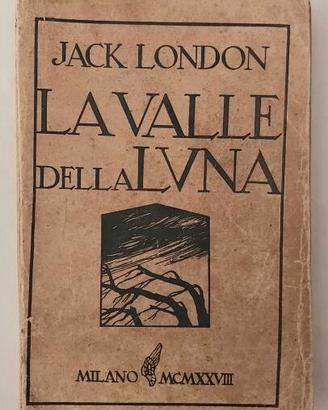 JACK LONDON
LA VALLE
DELLA LVNA
MILANO MCMXXVIII